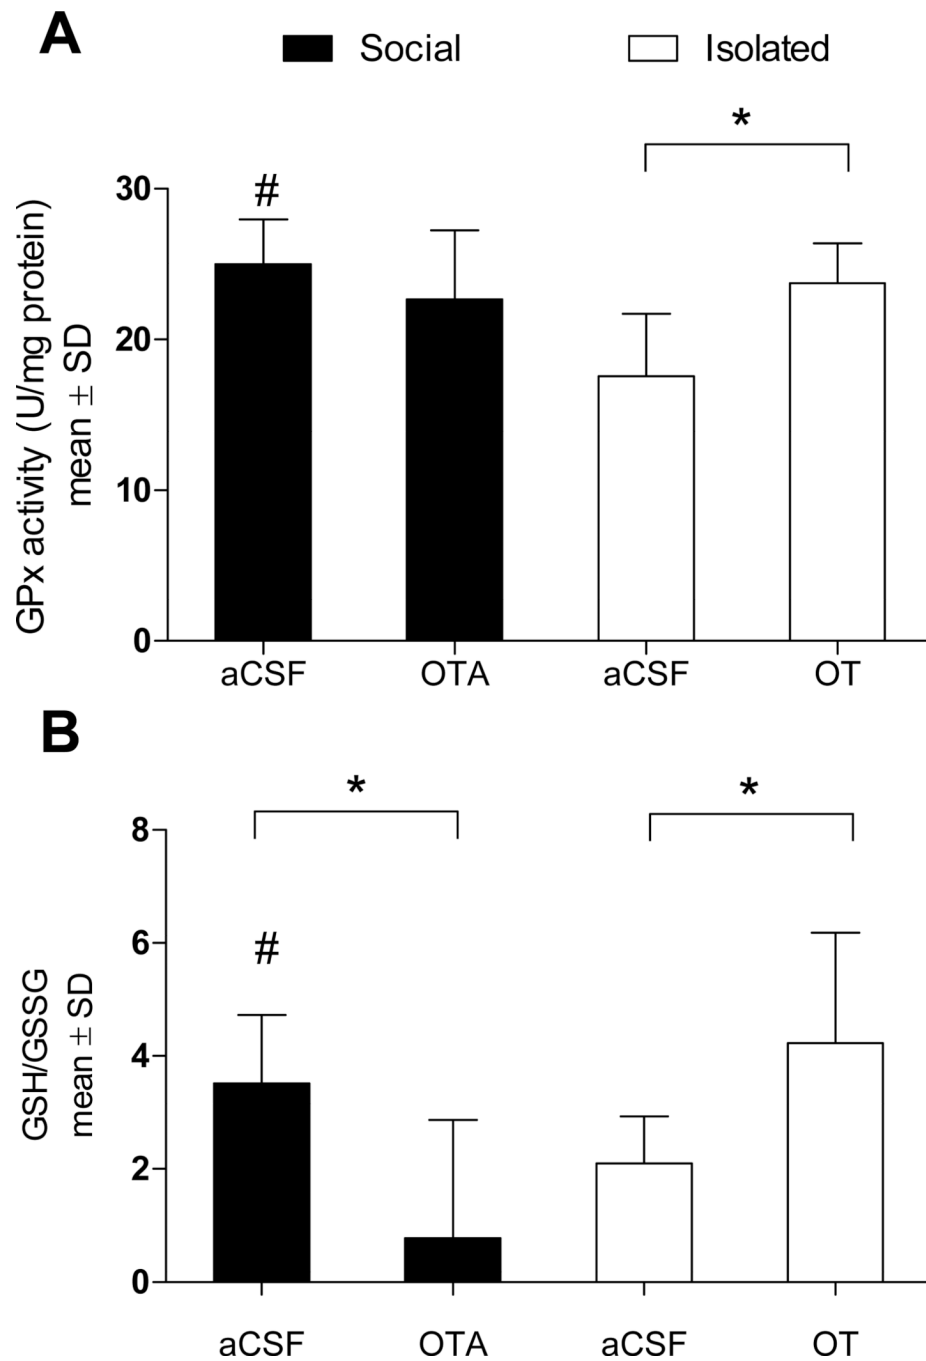 A
Social Isolated
*
#
30
20
10
0
GPx activity (U/mg protein)
mean ± SD
aCSF OTA aCSF OT
B
* *
#
8
6
4
2
0
GSH/GSSG
mean ± SD
aCSF OTA aCSF OT